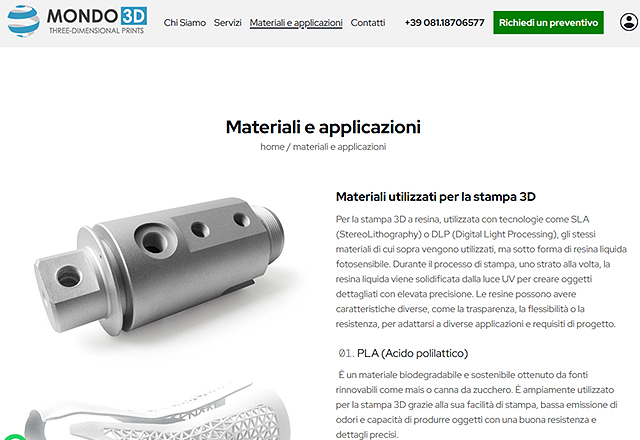 MONDO 3D
THREE-DIMENSIONAL PRINTS
Chi Siamo Servizi Materiali e applicazioni Contatti +39 081.18706577 Richiedi un preventivo
Materiali e applicazioni
home / materiali e applicazioni
Materiali utilizzati per la stampa 3D
Per la stampa 3D a resina, utilizzata con tecnologie come SLA
(StereoLithography) o DLP (Digital Light Processing), gli stessi
materiali di cui sopra vengono utilizzati, ma sotto forma di resina liquida
fotosensibile. Durante il processo di stampa, uno strato alla volta, la
resina liquida viene solidificata dalla luce UV per creare oggetti
dettagliati con elevata precisione. Le resine possono avere
caratteristiche diverse, come la trasparenza, la flessibilità o la
resistenza, per adattarsi a diverse applicazioni e requisiti di progetto.
01. PLA (Acido polilattico)
È un materiale biodegradabile e sostenibile ottenuto da fonti
rinnovabili come mais o canna da zucchero. È ampiamente utilizzato
per la stampa 3D grazie alla sua facilità di stampa, bassa emissione di
odori e capacità di produrre oggetti con una buona resistenza e
dettagli precisi.